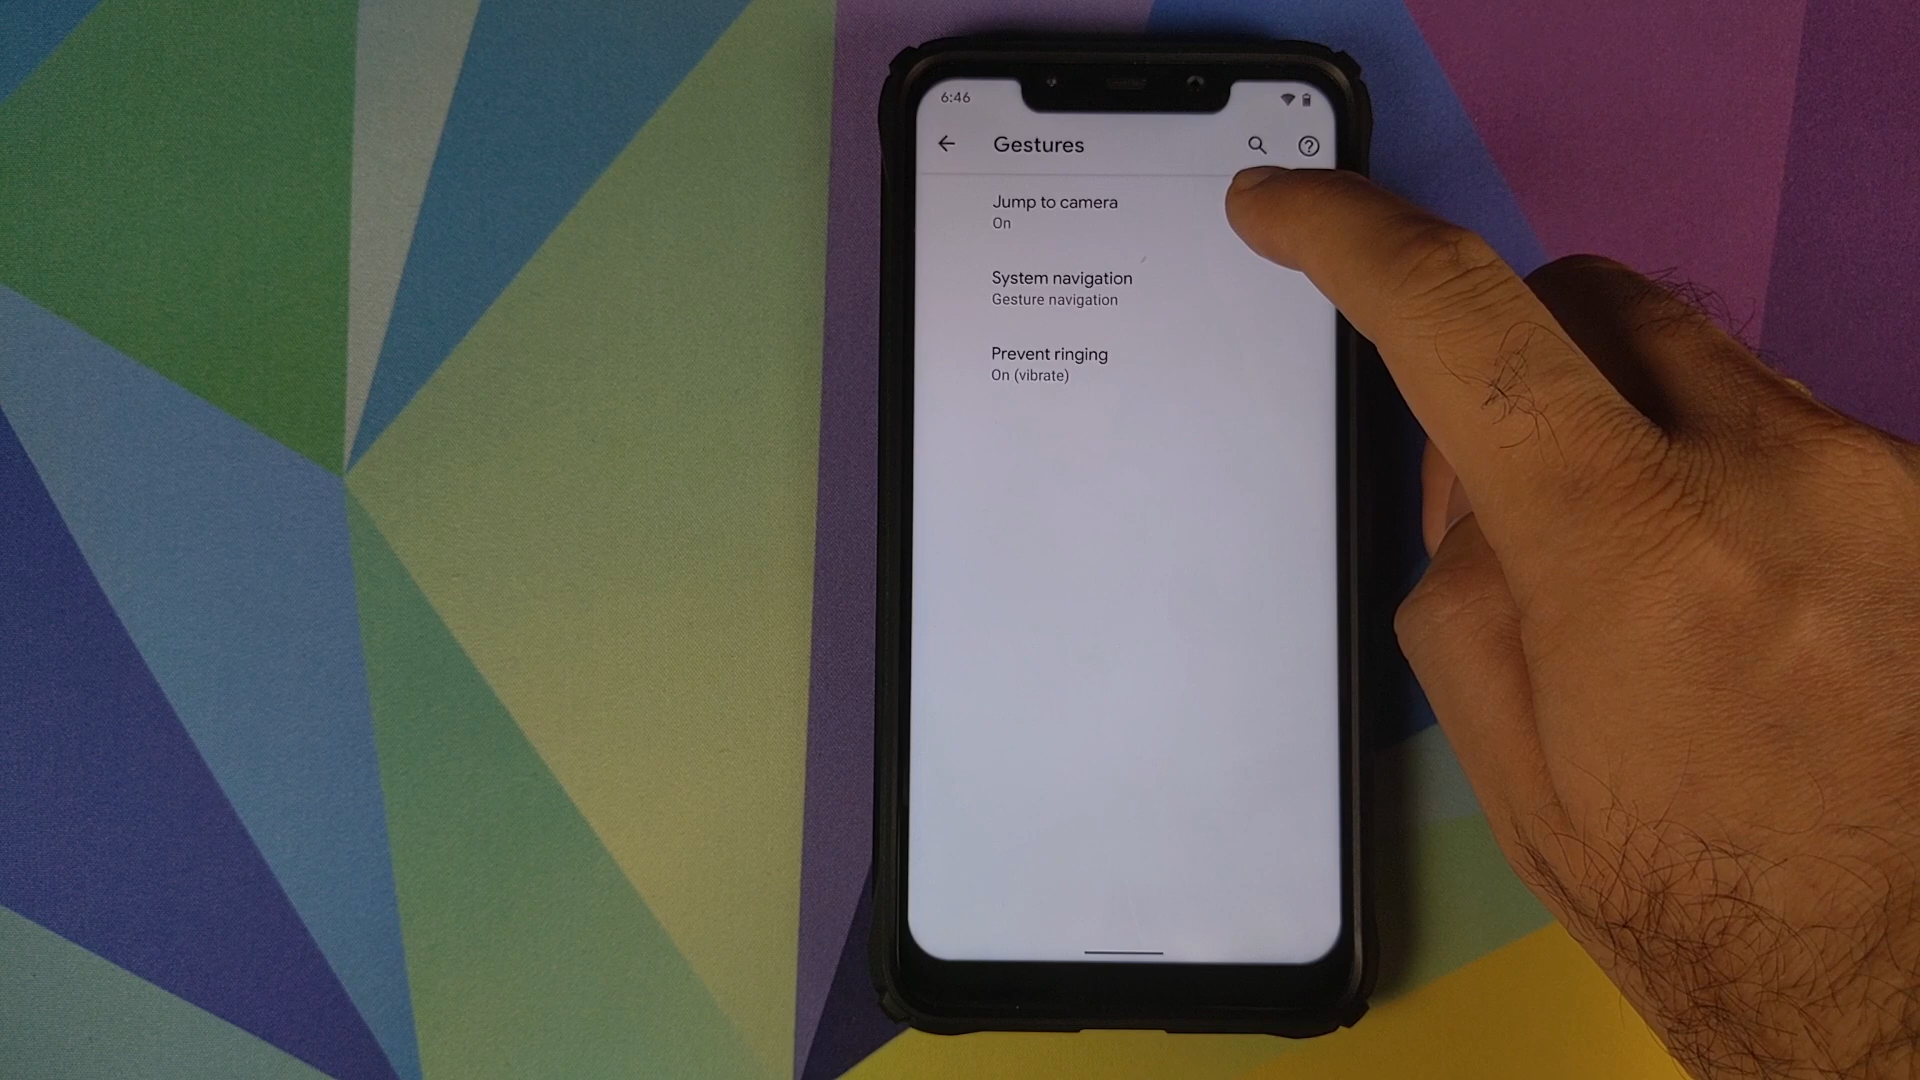 6:46
Gestures
Jump to camera
On
System navigation
Gesture navigation
Prevent ringing
On (vibrate)